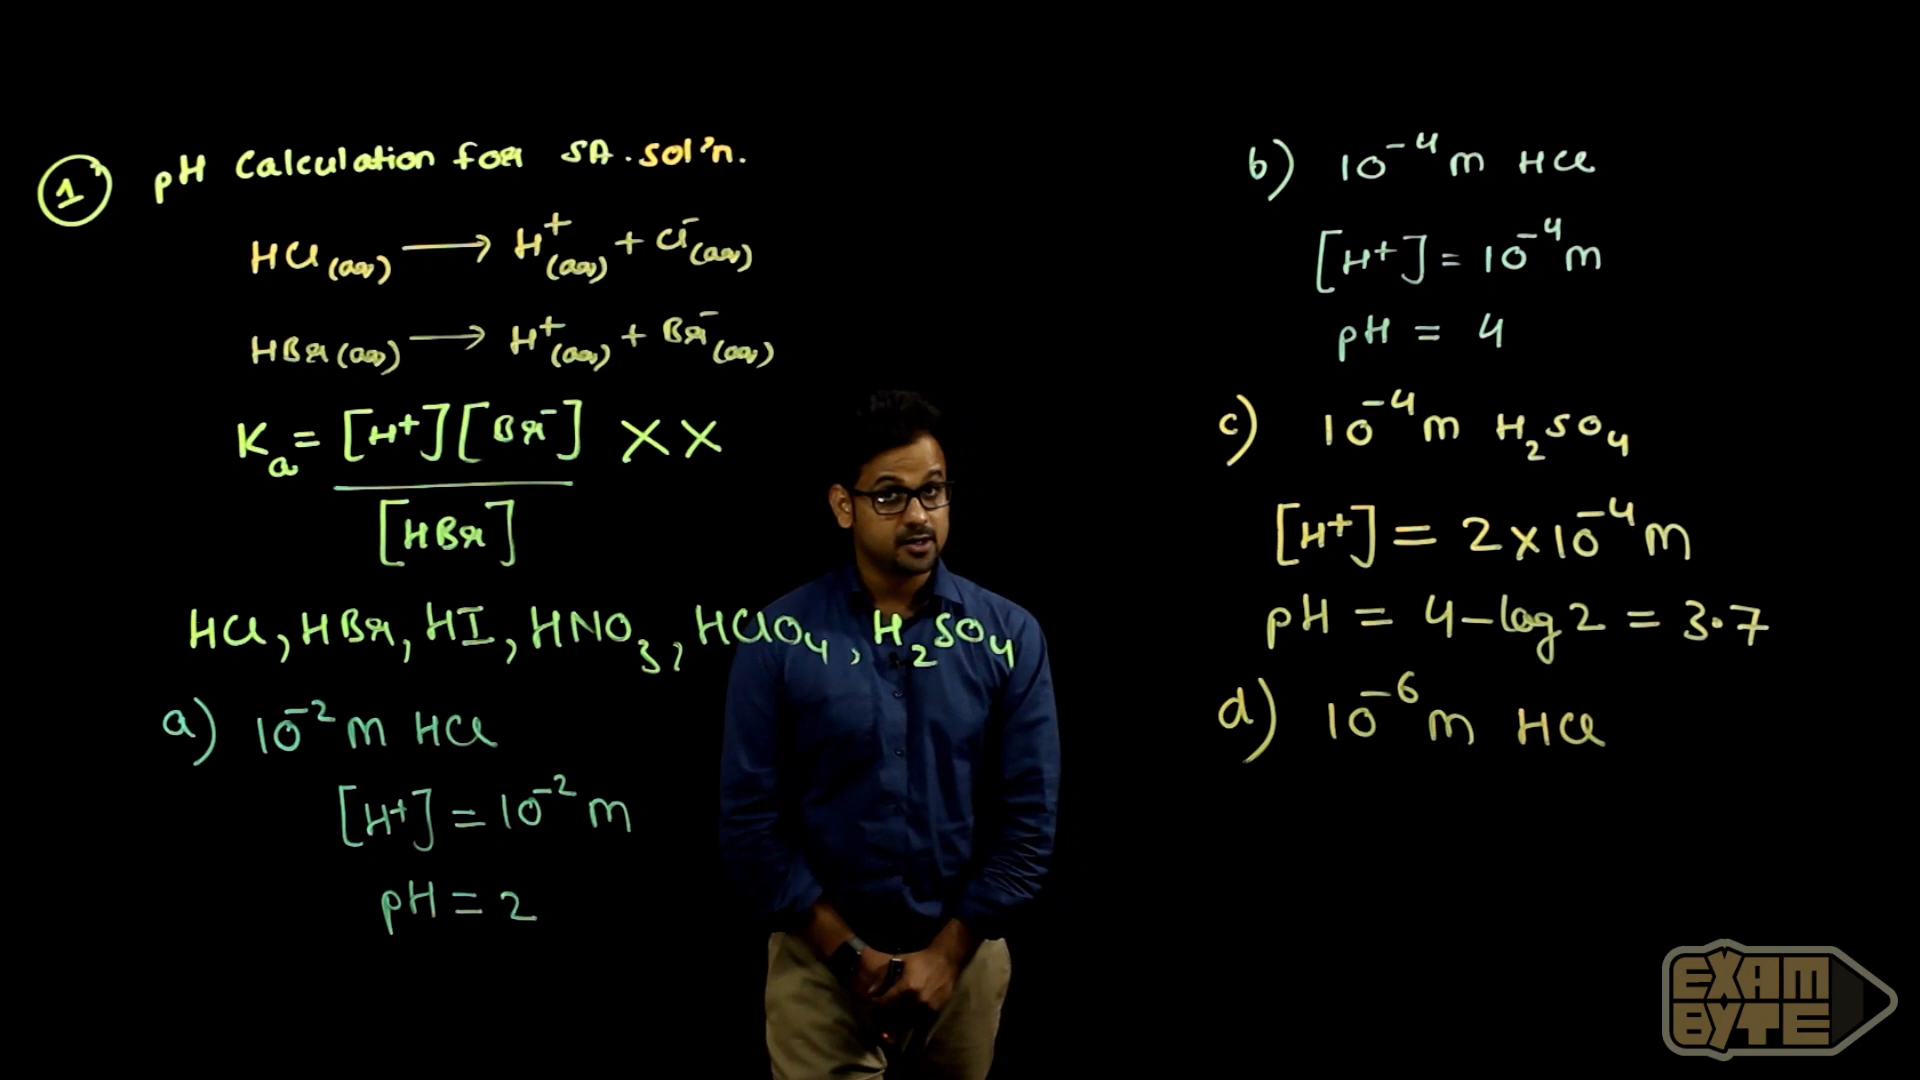 1 pH Calculation for SA. sol'n.
HCl(aq) ⟶ H⁺(aq) + Cl⁻(aq)
HBr(aq) ⟶ H⁺(aq) + Br⁻(aq)
Ka = [H⁺][Br⁻] X X
[HBr]
HCl, HBr, HI, HNO₃, HClO₄, H₂SO₄
a) 10⁻² M HCl
[H⁺] = 10⁻² M
pH = 2
b) 10⁻⁴ M HCl
[H⁺] = 10⁻⁴ M
pH = 4
c) 10⁻⁴ M H₂SO₄
[H⁺] = 2×10⁻⁴ M
pH = 4 - log 2 = 3.7
d) 10⁻⁶ M HCl
EXAM
BYTE